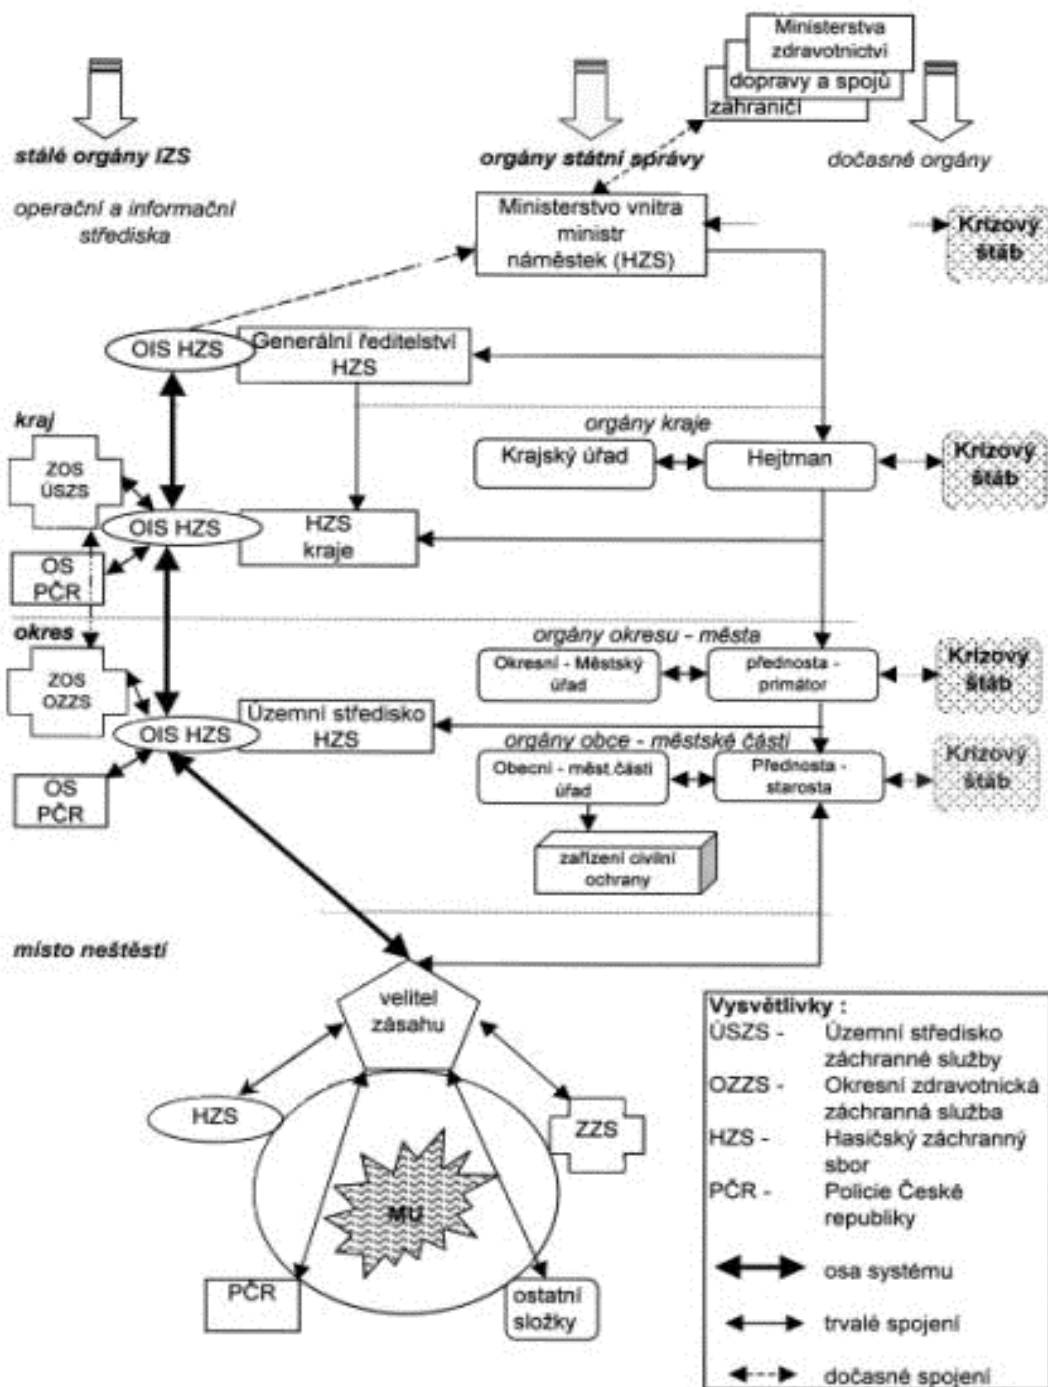 Ministerstva
zdravotnictví
dopravy a spojů
zahraničí
stálé orgány IZS
orgány státní správy
dočasné orgány
operační a informační
střediska
Ministerstvo vnitra
ministr
náměstek (HZS)
Krizový
štáb
OIS HZS
Generální ředitelství
HZS
kraj
orgány kraje
ZOS
ÚSZS
Krajský úřad
Hejtman
Krizový
štáb
OIS HZS
HZS
kraje
OS
PČR
okres
orgány okresu - města
ZOS
OZZS
Okresní - Městský
úřad
přednosta -
primátor
Krizový
štáb
OIS HZS
Územní středisko
HZS
orgány obce - městské části
OS
PČR
Obecní - měst.části
úřad
Přednosta -
starosta
Krizový
štáb
zařízení civilní
ochrany
místo neštěstí
velitel
zásahu
HZS
ZZS
MU
PČR
ostatní
složky
Vysvětlivky :
ÚSZS - Územní středisko
záchranné služby
OZZS - Okresní zdravotnická
záchranná služba
HZS - Hasičský záchranný
sbor
PČR - Policie České
republiky
osa systému
trvalé spojení
dočasné spojení